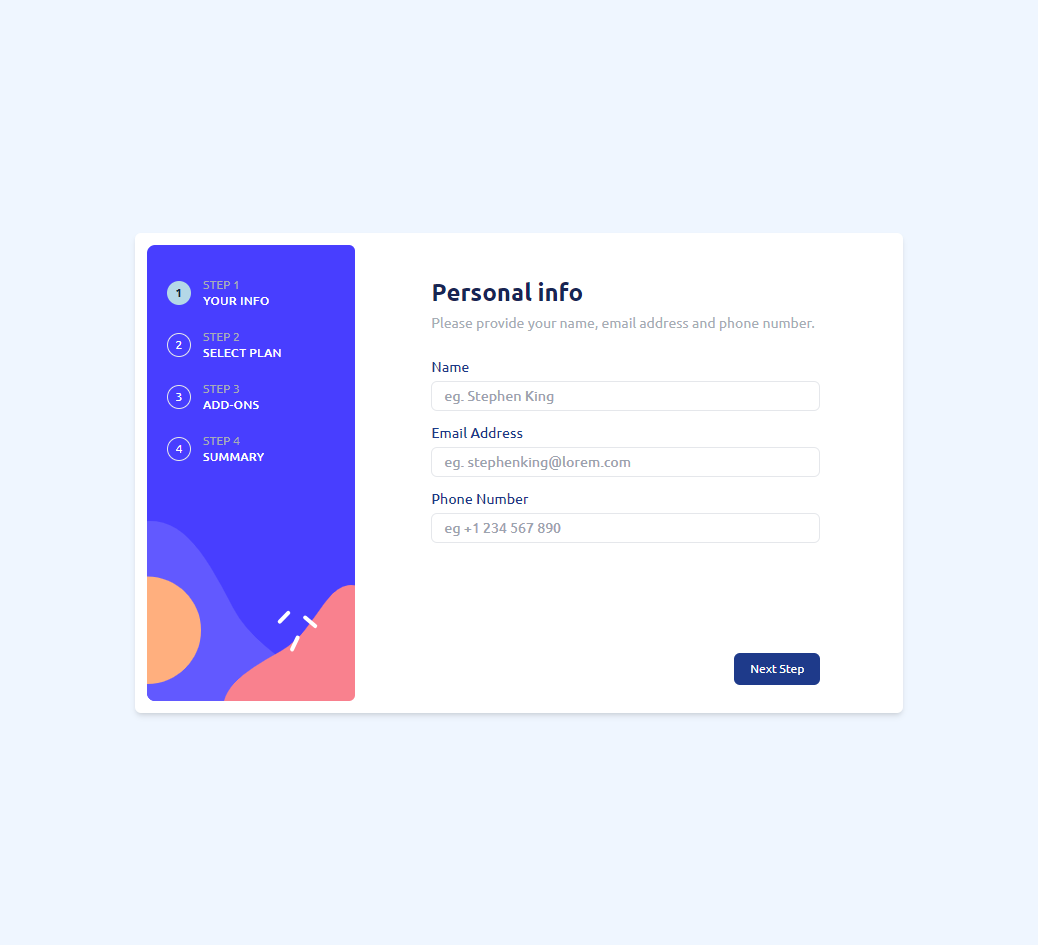 1
STEP 1
YOUR INFO
2
STEP 2
SELECT PLAN
3
STEP 3
ADD-ONS
4
STEP 4
SUMMARY
Personal info
Please provide your name, email address and phone number.
Name
eg. Stephen King
Email Address
eg. stephenking@lorem.com
Phone Number
eg +1 234 567 890
Next Step